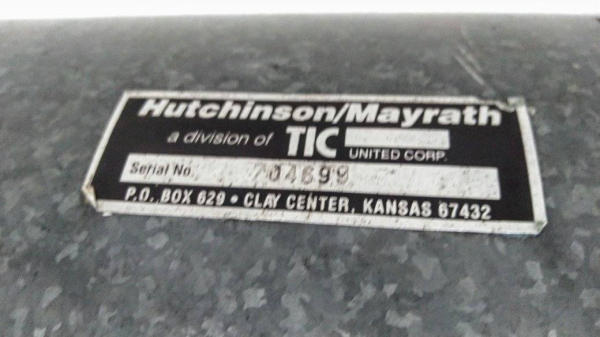 Hutchinson/Mayrath
a division of TIC
UNITED CORP.
Serial No. 704699
P.O. BOX 629 • CLAY CENTER, KANSAS 67432